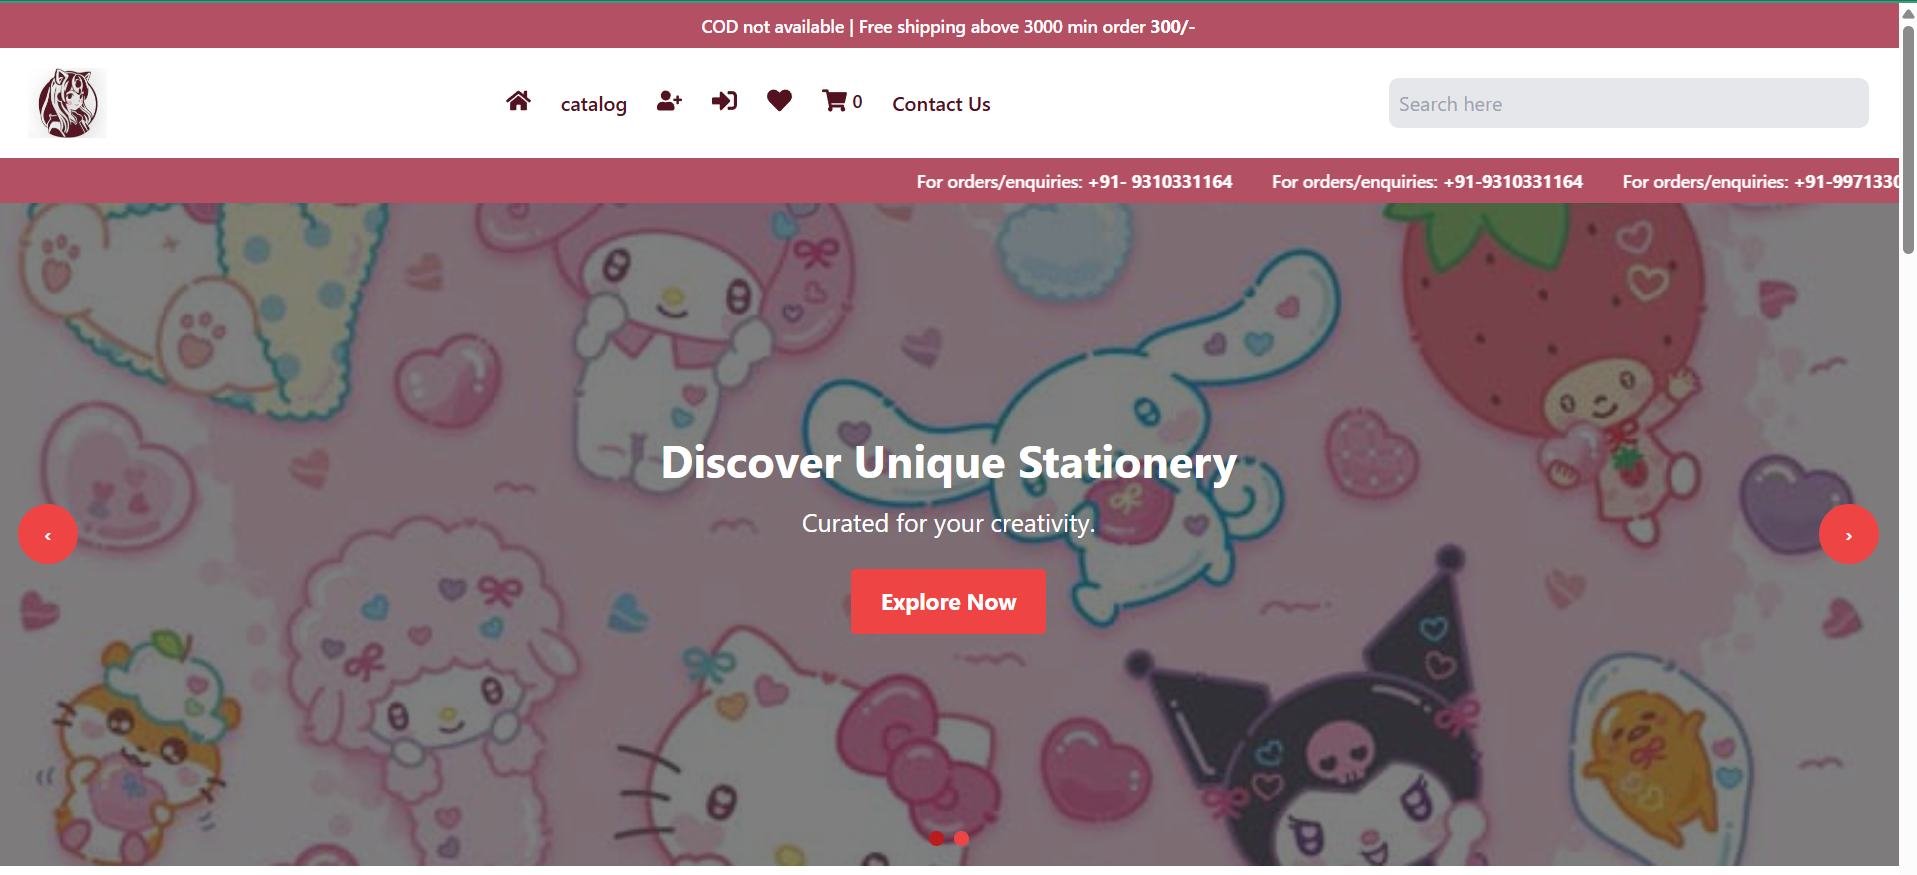 COD not available | Free shipping above 3000 min order 300/-
catalog
0
Contact Us
Search here
For orders/enquiries: +91- 9310331164 For orders/enquiries: +91-9310331164 For orders/enquiries: +91-9971330
Discover Unique Stationery
Curated for your creativity.
‹
›
Explore Now